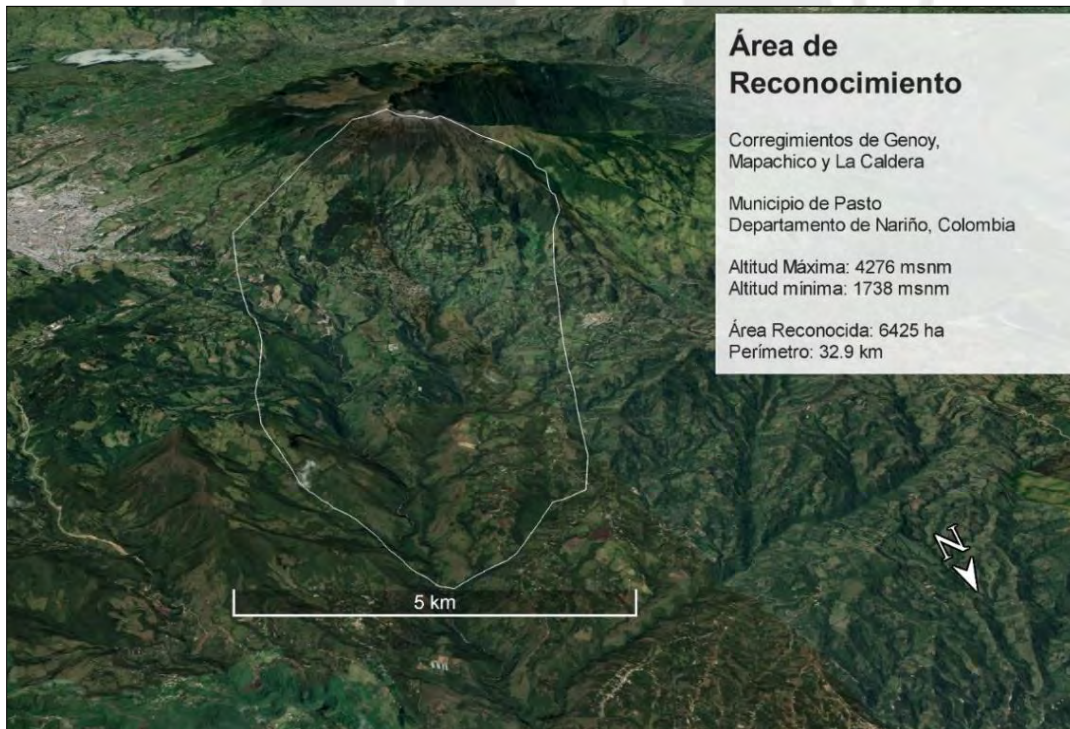 Área de
Reconocimiento
Corregimientos de Genoy,
Mapachico y La Caldera
Municipio de Pasto
Departamento de Nariño, Colombia
Altitud Máxima: 4276 msnm
Altitud mínima: 1738 msnm
Área Reconocida: 6425 ha
Perímetro: 32.9 km
N
5 km